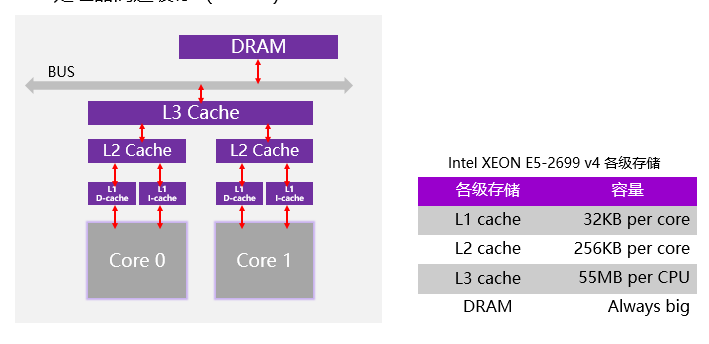 DRAM
BUS
L3 Cache
L2 Cache
L2 Cache
L1 D-cache
L1 I-cache
L1 D-cache
L1 I-cache
Core 0
Core 1
Intel XEON E5-2699 v4 各级存储
各级存储 容量
L1 cache 32KB per core
L2 cache 256KB per core
L3 cache 55MB per CPU
DRAM Always big